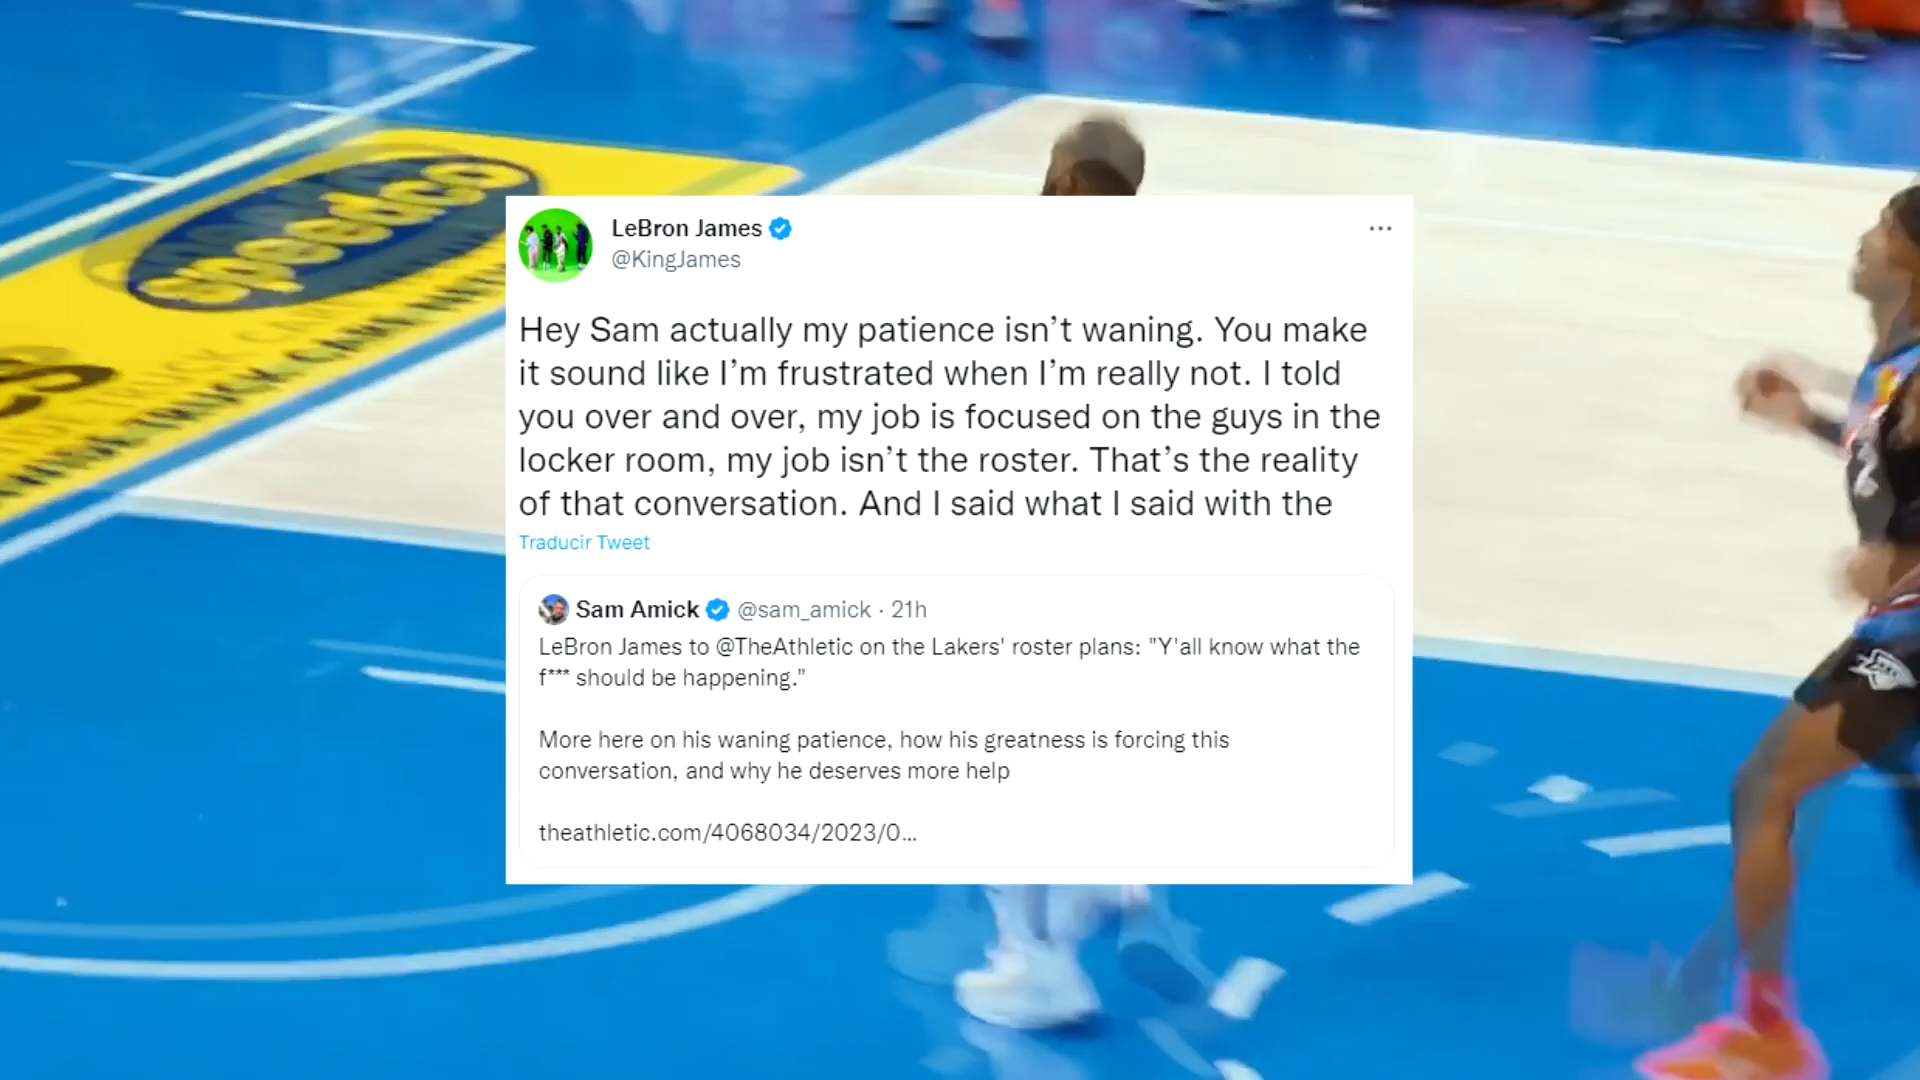 LeBron James
@KingJames
Hey Sam actually my patience isn’t waning. You make
it sound like I’m frustrated when I’m really not. I told
you over and over, my job is focused on the guys in the
locker room, my job isn’t the roster. That’s the reality
of that conversation. And I said what I said with the
Traducir Tweet
Sam Amick @sam_amick · 21h
LeBron James to @TheAthletic on the Lakers' roster plans: "Y'all know what the
f*** should be happening."
More here on his waning patience, how his greatness is forcing this
conversation, and why he deserves more help
theathletic.com/4068034/2023/0…
speedco
TRUCK CARE
2